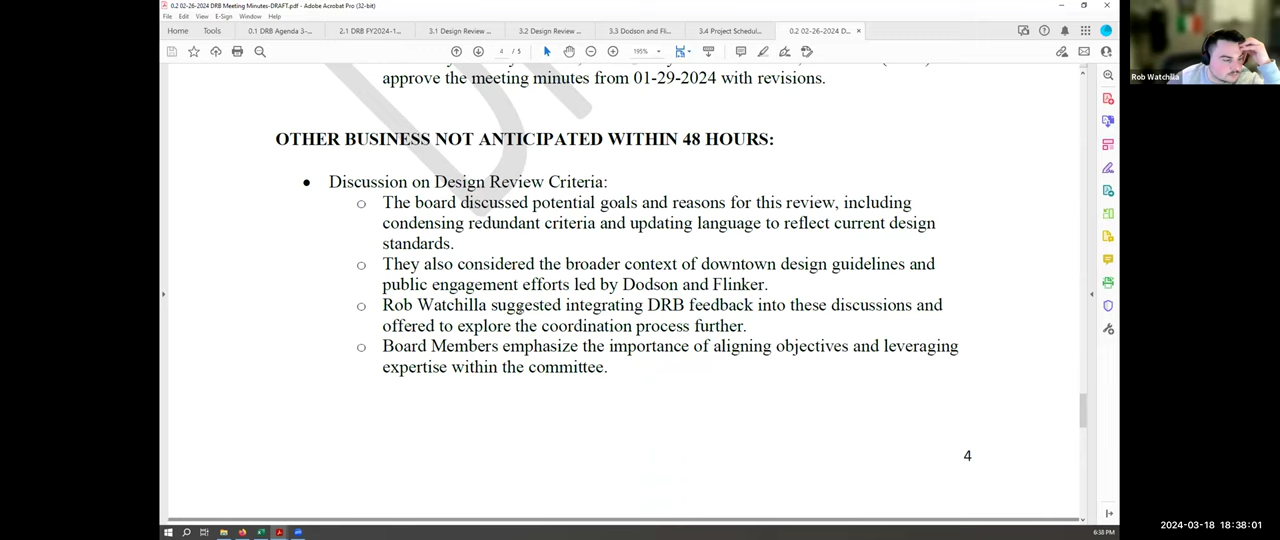 0.2 02-26-2024 DRB Meeting Minutes-DRAFT.pdf - Adobe Acrobat Pro (32-bit)
File Edit View E-Sign Window Help
Home Tools 0.1 DRB Agenda 3-... 2.1 DRB FY2024-1... 3.1 Design Review ... 3.2 Design Review ... 3.3 Dodson and Fli... 3.4 Project Schedul... 0.2 02-26-2024 D... ×
4 / 5 195%
approve the meeting minutes from 01-29-2024 with revisions.
OTHER BUSINESS NOT ANTICIPATED WITHIN 48 HOURS:
• Discussion on Design Review Criteria:
○ The board discussed potential goals and reasons for this review, including
condensing redundant criteria and updating language to reflect current design
standards.
○ They also considered the broader context of downtown design guidelines and
public engagement efforts led by Dodson and Flinker.
○ Rob Watchilla suggested integrating DRB feedback into these discussions and
offered to explore the coordination process further.
○ Board Members emphasize the importance of aligning objectives and leveraging
expertise within the committee.
4
6:38 PM
Rob Watchilla
2024-03-18 18:38:01